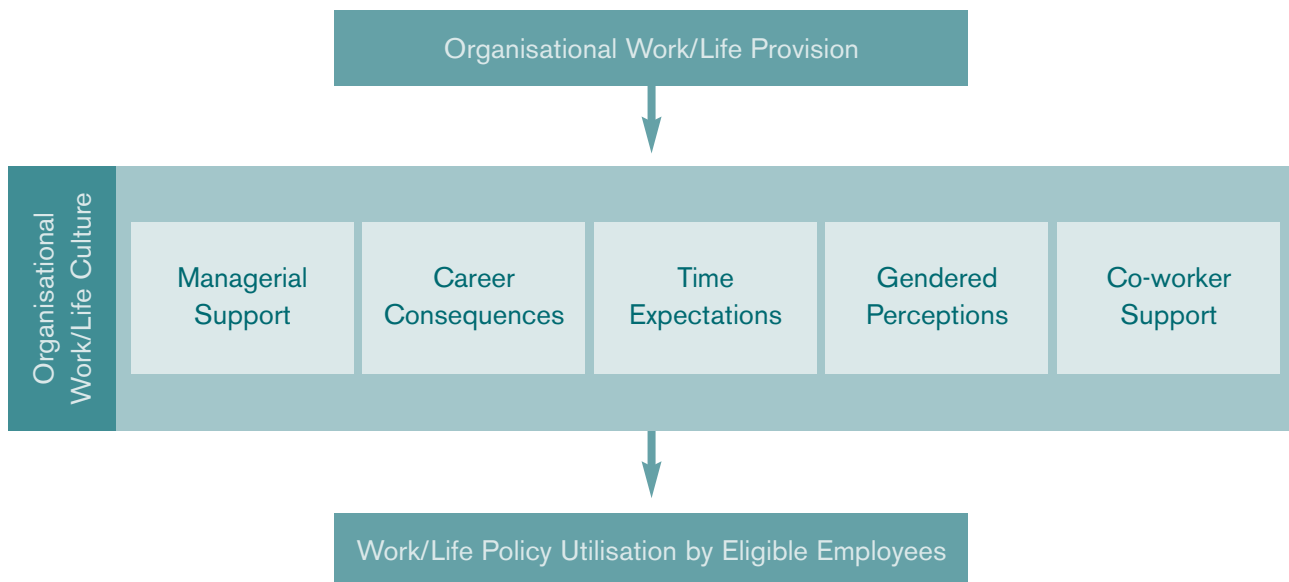 Organisational Work/Life Provision
Organisational
Work/Life Culture
Managerial
Support
Career
Consequences
Time
Expectations
Gendered
Perceptions
Co-worker
Support
Work/Life Policy Utilisation by Eligible Employees